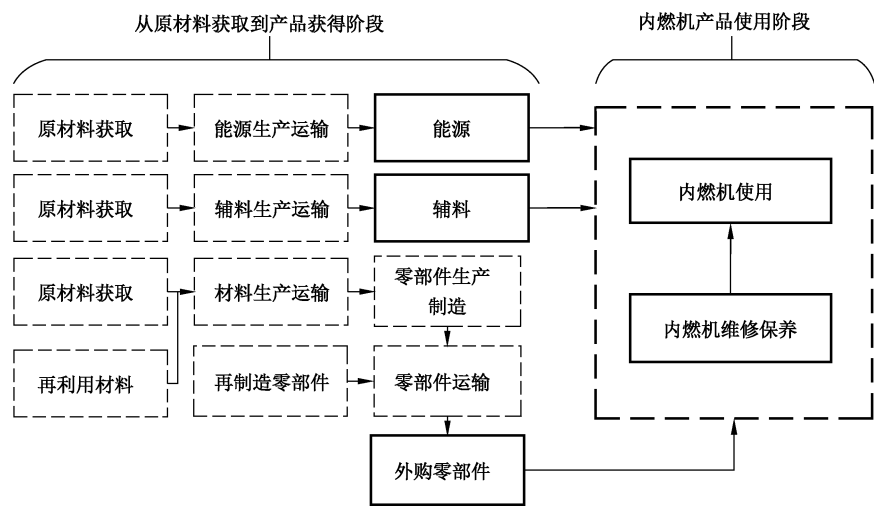 从原材料获取到产品获得阶段
内燃机产品使用阶段
原材料获取
能源生产运输
能源
原材料获取
辅料生产运输
辅料
内燃机使用
原材料获取
材料生产运输
零部件生产
制造
内燃机维修保养
再利用材料
再制造零部件
零部件运输
外购零部件